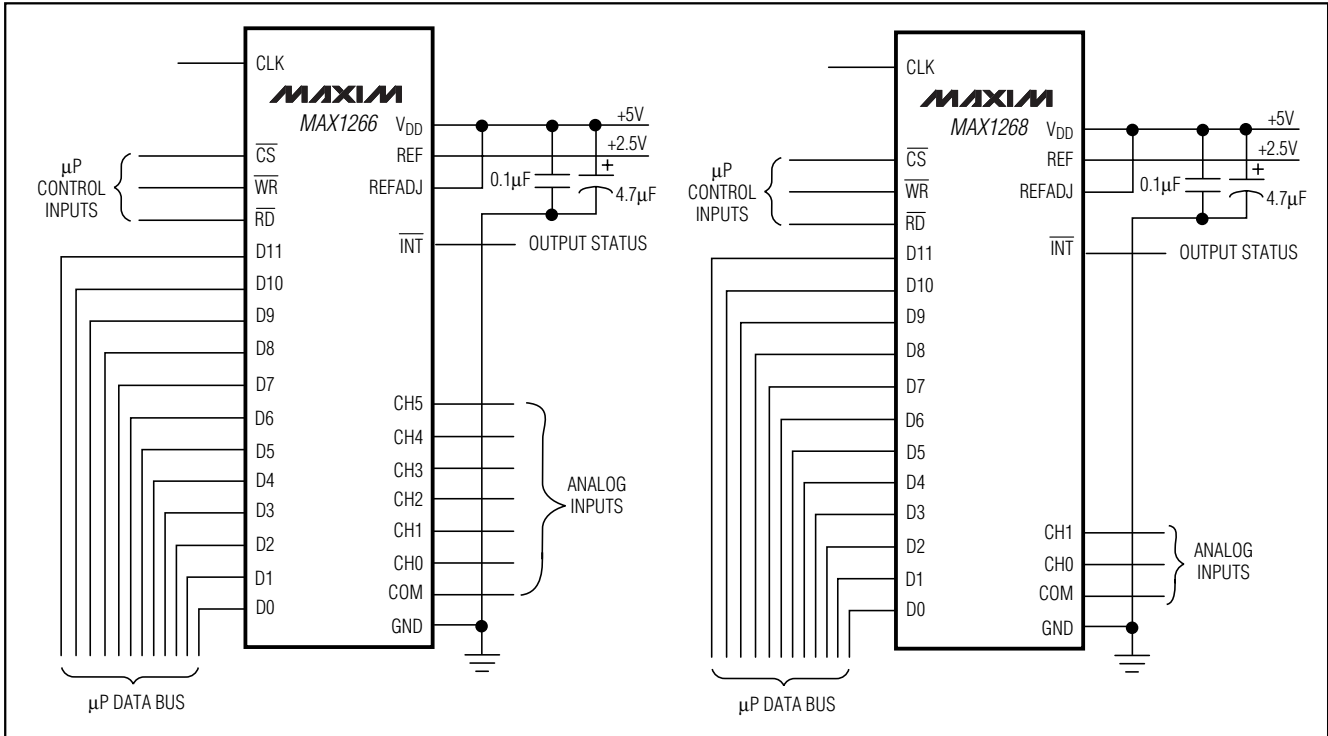 CLK
MAXIM
MAX1266
VDD
+5V
REF
+2.5V
REFADJ
0.1μF
+
4.7μF
μP
CONTROL
INPUTS
CS
WR
RD
INT
OUTPUT STATUS
D11
D10
D9
D8
D7
D6
D5
D4
D3
D2
D1
D0
CH5
CH4
CH3
CH2
CH1
CH0
COM
GND
ANALOG
INPUTS
μP DATA BUS
CLK
MAXIM
MAX1268
VDD
+5V
REF
+2.5V
REFADJ
0.1μF
+
4.7μF
μP
CONTROL
INPUTS
CS
WR
RD
INT
OUTPUT STATUS
D11
D10
D9
D8
D7
D6
D5
D4
D3
D2
D1
D0
CH1
CH0
COM
GND
ANALOG
INPUTS
μP DATA BUS